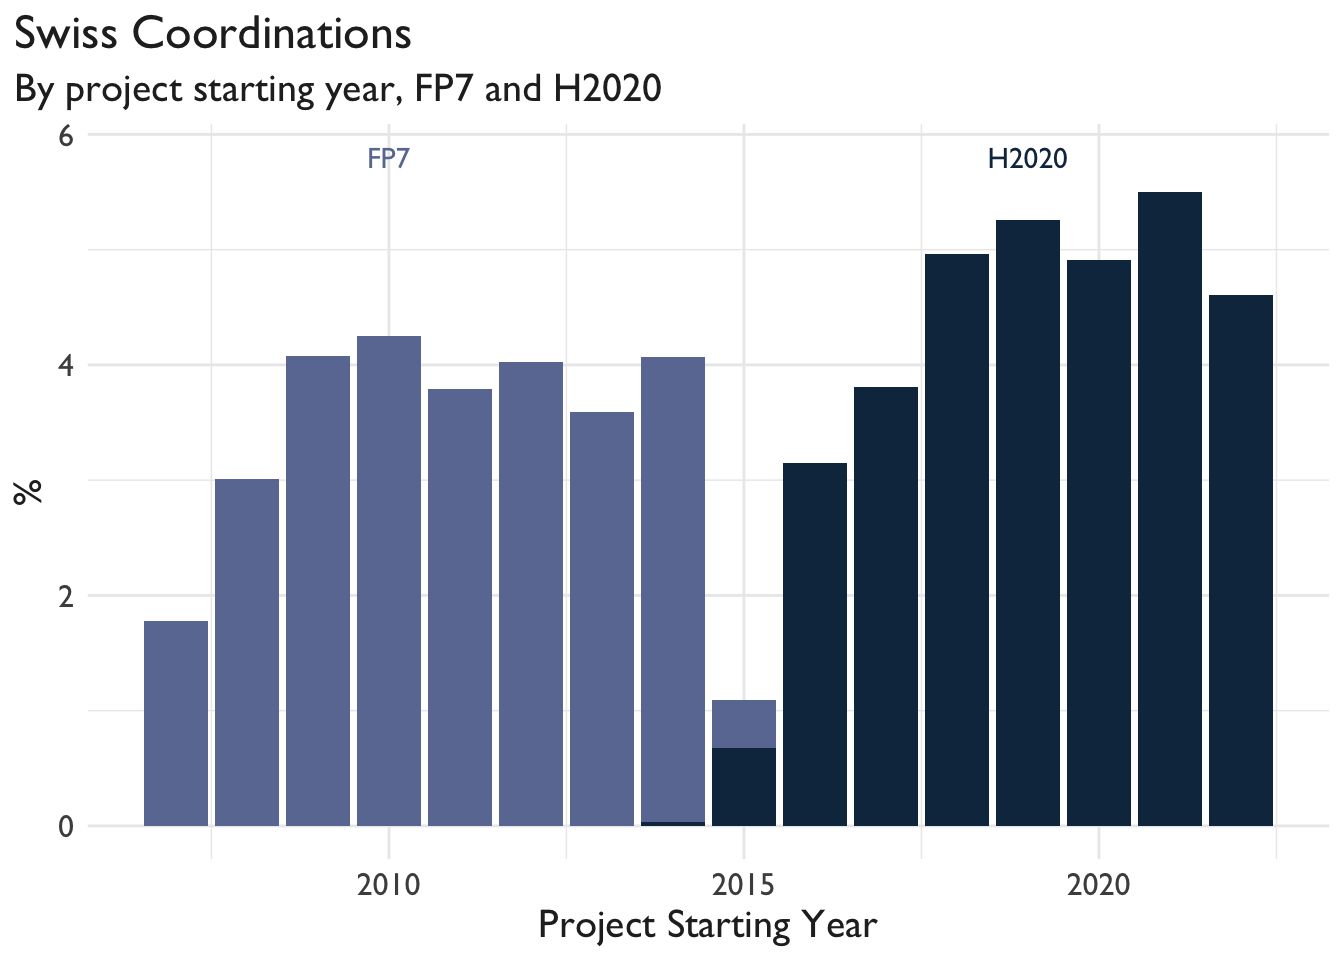 Swiss Coordinations
By project starting year, FP7 and H2020
6
FP7
H2020
4
%
2
0
2010
2015
2020
Project Starting Year